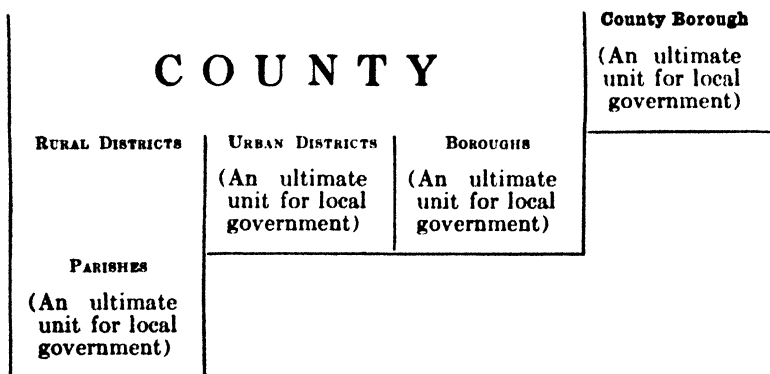 County Borough
(An ultimate
unit for local
government)
COUNTY
RURAL DISTRICTS
URBAN DISTRICTS
(An ultimate
unit for local
government)
BOROUGHS
(An ultimate
unit for local
government)
PARISHES
(An ultimate
unit for local
government)